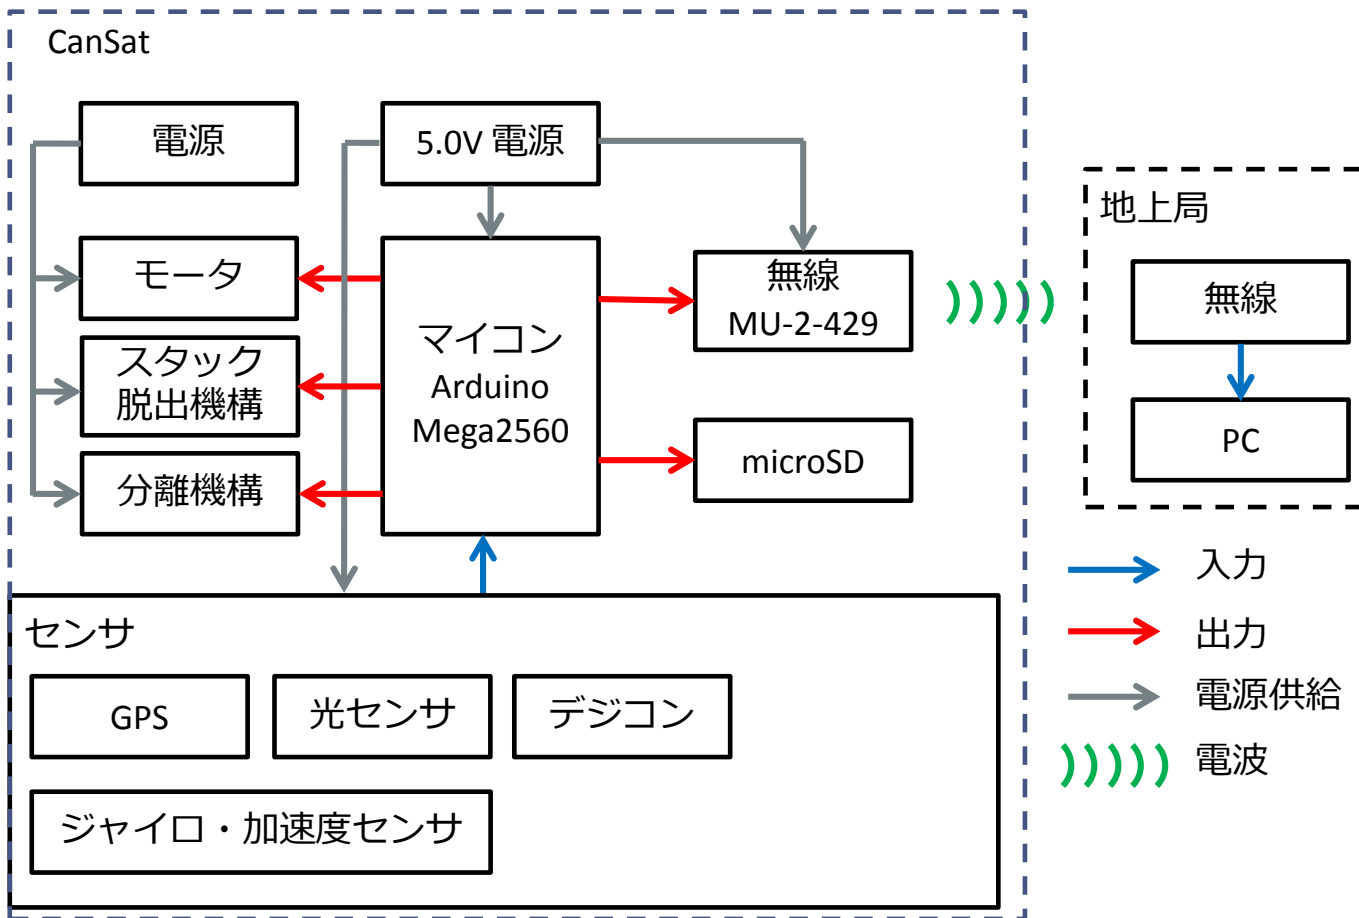 CanSat
電源
5.0V 電源
モータ
スタック
脱出機構
分離機構
マイコン
Arduino
Mega2560
無線
MU-2-429
microSD
センサ
GPS
光センサ
デジコン
ジャイロ・加速度センサ
地上局
無線
PC
入力
出力
電源供給
電波